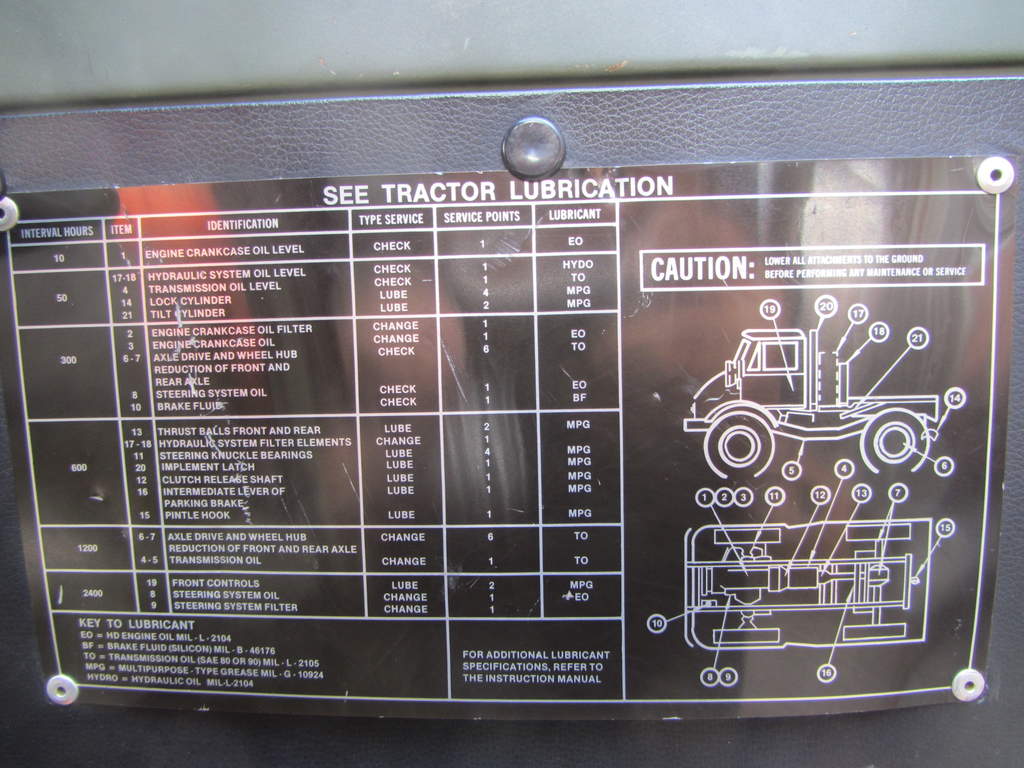 SEE TRACTOR LUBRICATION
INTERVAL HOURS ITEM IDENTIFICATION TYPE SERVICE SERVICE POINTS LUBRICANT
10 1 ENGINE CRANKCASE OIL LEVEL CHECK 1 EO
50 17-18 HYDRAULIC SYSTEM OIL LEVEL CHECK 1 HYDO
4 TRANSMISSION OIL LEVEL CHECK 1 TO
14 LOCK CYLINDER LUBE 4 MPG
21 TILT CYLINDER LUBE 2 MPG
300 2 ENGINE CRANKCASE OIL FILTER CHANGE 1
3 ENGINE CRANKCASE OIL CHANGE 1 EO
6-7 AXLE DRIVE AND WHEEL HUB CHECK 6 TO
REDUCTION OF FRONT AND
REAR AXLE
8 STEERING SYSTEM OIL CHECK 1 EO
10 BRAKE FLUID CHECK 1 BF
600 13 THRUST BALLS FRONT AND REAR LUBE 2 MPG
17-18 HYDRAULIC SYSTEM FILTER ELEMENTS CHANGE 1
11 STEERING KNUCKLE BEARINGS LUBE 4 MPG
20 IMPLEMENT LATCH LUBE 1 MPG
12 CLUTCH RELEASE SHAFT LUBE 1 MPG
16 INTERMEDIATE LEVER OF LUBE 1 MPG
PARKING BRAKE
15 PINTLE HOOK LUBE 1 MPG
1200 6-7 AXLE DRIVE AND WHEEL HUB CHANGE 6 TO
REDUCTION OF FRONT AND REAR AXLE
4-5 TRANSMISSION OIL CHANGE 1 TO
2400 19 FRONT CONTROLS LUBE 2 MPG
8 STEERING SYSTEM OIL CHANGE 1 EO
9 STEERING SYSTEM FILTER CHANGE 1
KEY TO LUBRICANT
EO = HD ENGINE OIL MIL-L-2104
BF = BRAKE FLUID (SILICON) MIL-B-46176
TO = TRANSMISSION OIL (SAE 80 OR 90) MIL-L-2105
MPG = MULTIPURPOSE-TYPE GREASE MIL-G-10924
HYDRO = HYDRAULIC OIL MIL-L-2104
FOR ADDITIONAL LUBRICANT
SPECIFICATIONS, REFER TO
THE INSTRUCTION MANUAL
CAUTION: LOWER ALL ATTACHMENTS TO THE GROUND
BEFORE PERFORMING ANY MAINTENANCE OR SERVICE
19 20 17 18 21
14
5 6
1 2 3 11 12 4 13 7 15
10
8 9 16